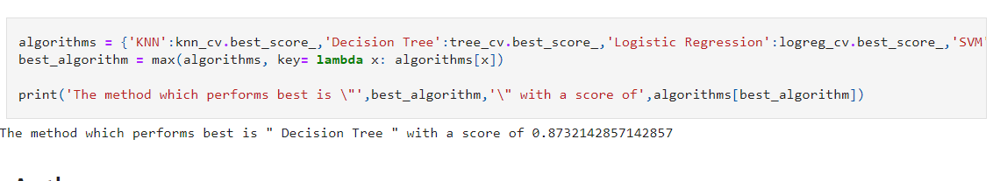 algorithms = {'KNN':knn_cv.best_score_,'Decision Tree':tree_cv.best_score_,'Logistic Regression':logreg_cv.best_score_,'SVM'
best_algorithm = max(algorithms, key= lambda x: algorithms[x])
print('The method which performs best is \"',best_algorithm,'\" with a score of',algorithms[best_algorithm])
The method which performs best is " Decision Tree " with a score of 0.8732142857142857